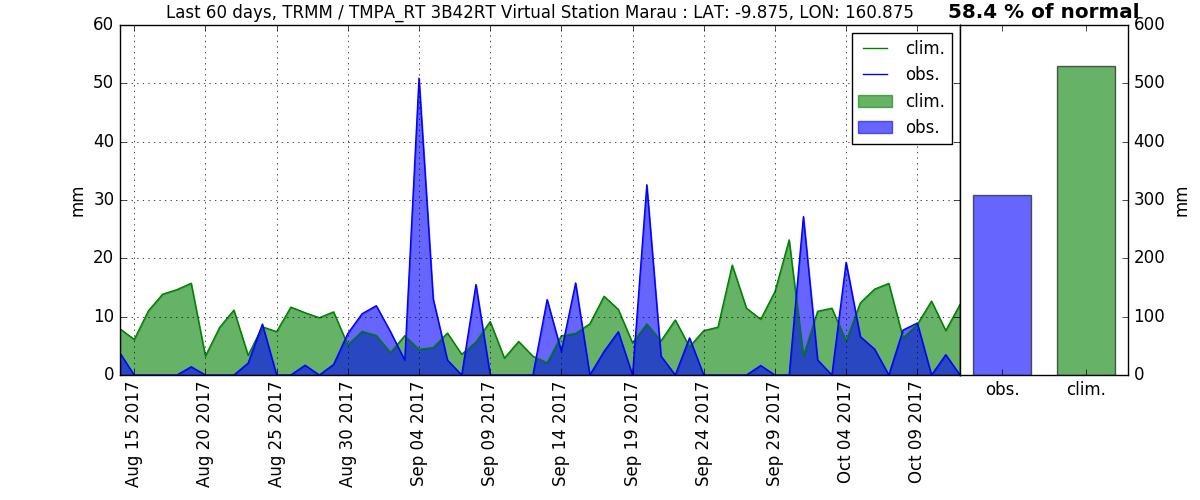 Last 60 days, TRMM / TMPA_RT 3B42RT Virtual Station Marau : LAT: -9.875, LON: 160.875
58.4 % of normal
60
50
40
30
20
10
0
mm
clim.
obs.
clim.
obs.
600
500
400
300
200
100
0
mm
Aug 15 2017
Aug 20 2017
Aug 25 2017
Aug 30 2017
Sep 04 2017
Sep 09 2017
Sep 14 2017
Sep 19 2017
Sep 24 2017
Sep 29 2017
Oct 04 2017
Oct 09 2017
obs.
clim.